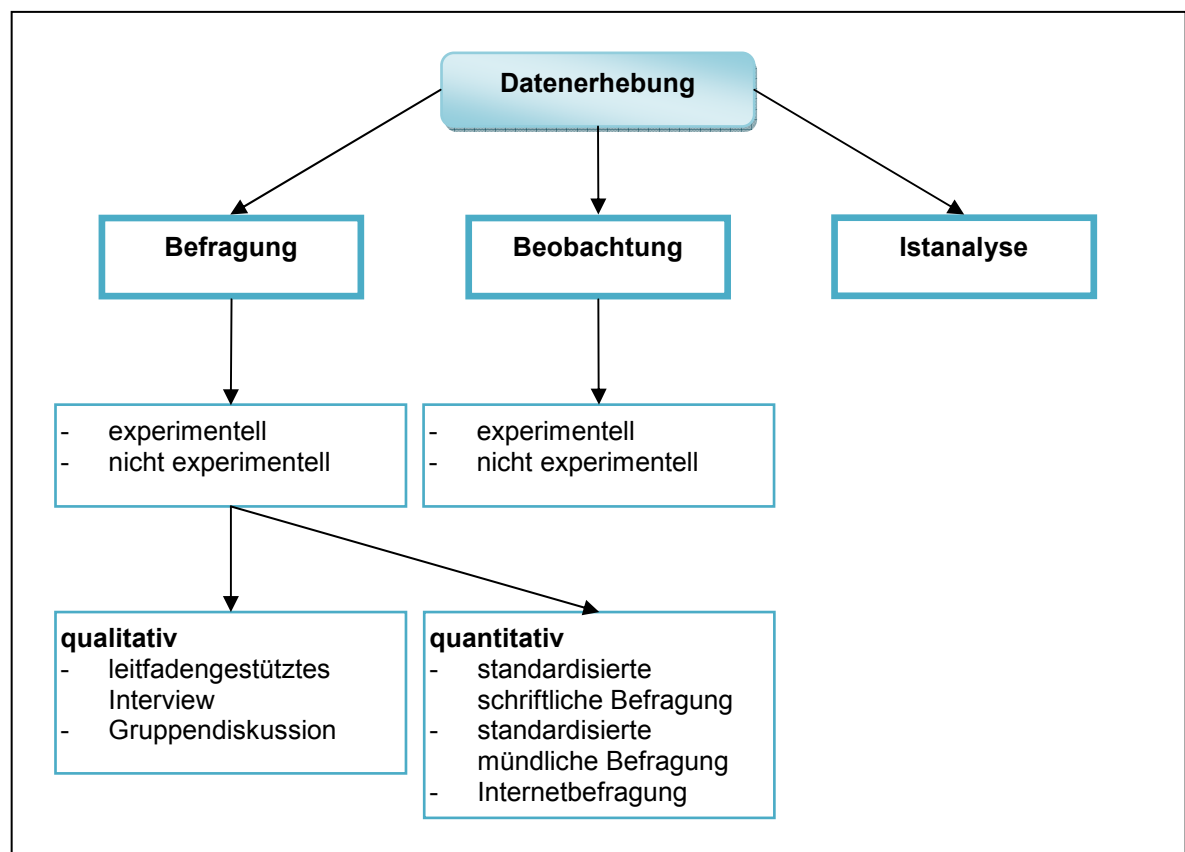 Datenerhebung
Befragung
Beobachtung
Istanalyse
- experimentell
- nicht experimentell
- experimentell
- nicht experimentell
qualitativ
- leitfadengestütztes
Interview
- Gruppendiskussion
quantitativ
- standardisierte
schriftliche Befragung
- standardisierte
mündliche Befragung
- Internetbefragung